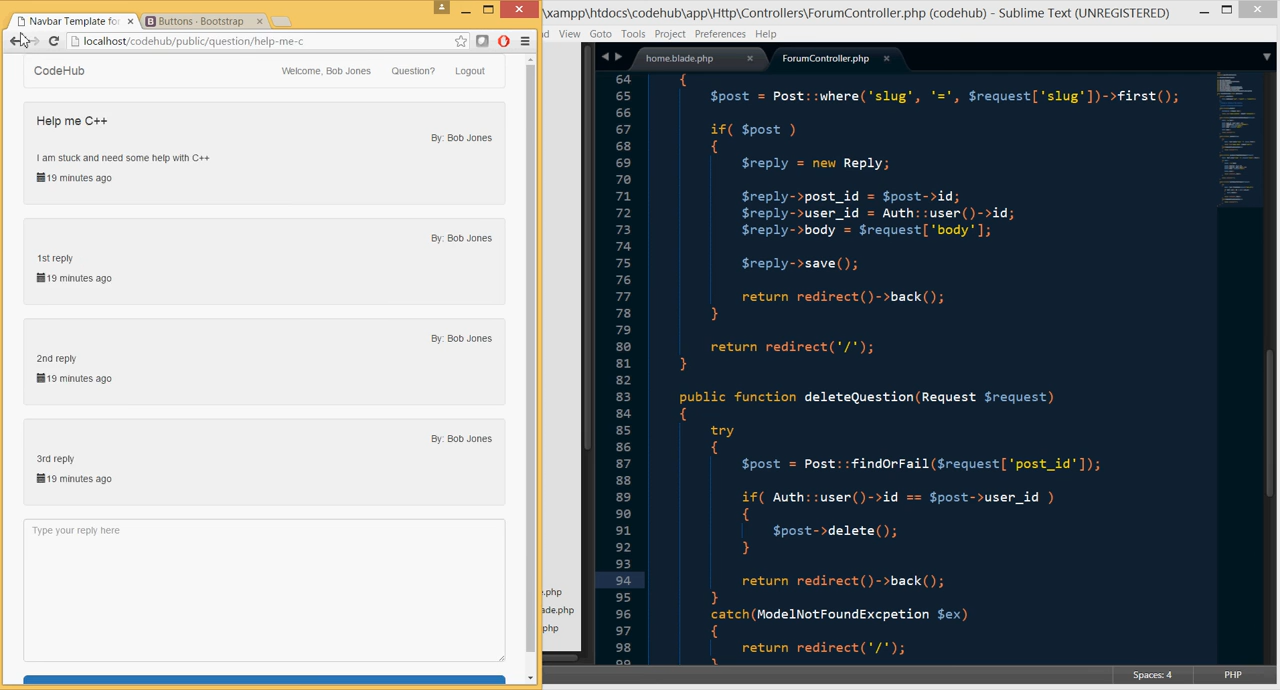 Navbar Template for
Buttons · Bootstrap
localhost/codehub/public/question/help-me-c
CodeHub
Welcome, Bob Jones
Question?
Logout
Help me C++
By: Bob Jones
I am stuck and need some help with C++
19 minutes ago
By: Bob Jones
1st reply
19 minutes ago
By: Bob Jones
2nd reply
19 minutes ago
By: Bob Jones
3rd reply
19 minutes ago
Type your reply here
\xampp\htdocs\codehub\app\Http\Controllers\ForumController.php (codehub) - Sublime Text (UNREGISTERED)
View Goto Tools Project Preferences Help
home.blade.php
ForumController.php
e.php
ade.php
php
64 {
65 $post = Post::where('slug', '=', $request['slug'])->first();
66
67 if( $post )
68 {
69 $reply = new Reply;
70
71 $reply->post_id = $post->id;
72 $reply->user_id = Auth::user()->id;
73 $reply->body = $request['body'];
74
75 $reply->save();
76
77 return redirect()->back();
78 }
79
80 return redirect('/');
81 }
82
83 public function deleteQuestion(Request $request)
84 {
85 try
86 {
87 $post = Post::findOrFail($request['post_id']);
88
89 if( Auth::user()->id == $post->user_id )
90 {
91 $post->delete();
92 }
93
94 return redirect()->back();
95 }
96 catch(ModelNotFoundExcpetion $ex)
97 {
98 return redirect('/');
99 }
Spaces: 4
PHP